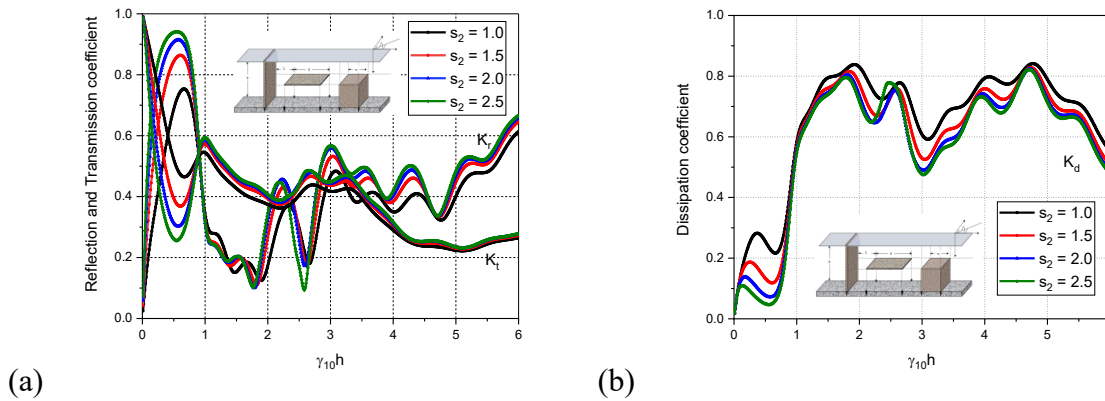 Reflection and Transmission coefficient
1.0
0.8
0.6
0.4
0.2
0.0
0 1 2 3 4 5 6
γ₁₀h
s₂ = 1.0
s₂ = 1.5
s₂ = 2.0
s₂ = 2.5
Kᵣ
Kₜ
(a)
Dissipation coefficient
1.0
0.8
0.6
0.4
0.2
0.0
0 1 2 3 4 5 6
γ₁₀h
K_d
s₂ = 1.0
s₂ = 1.5
s₂ = 2.0
s₂ = 2.5
(b)